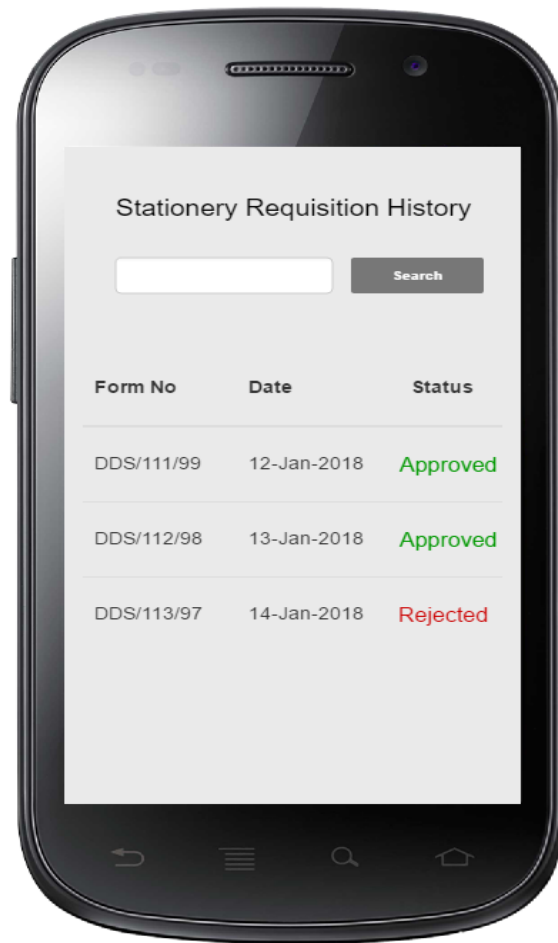 Stationery Requisition History
Search
Form No Date Status
DDS/111/99 12-Jan-2018 Approved
DDS/112/98 13-Jan-2018 Approved
DDS/113/97 14-Jan-2018 Rejected